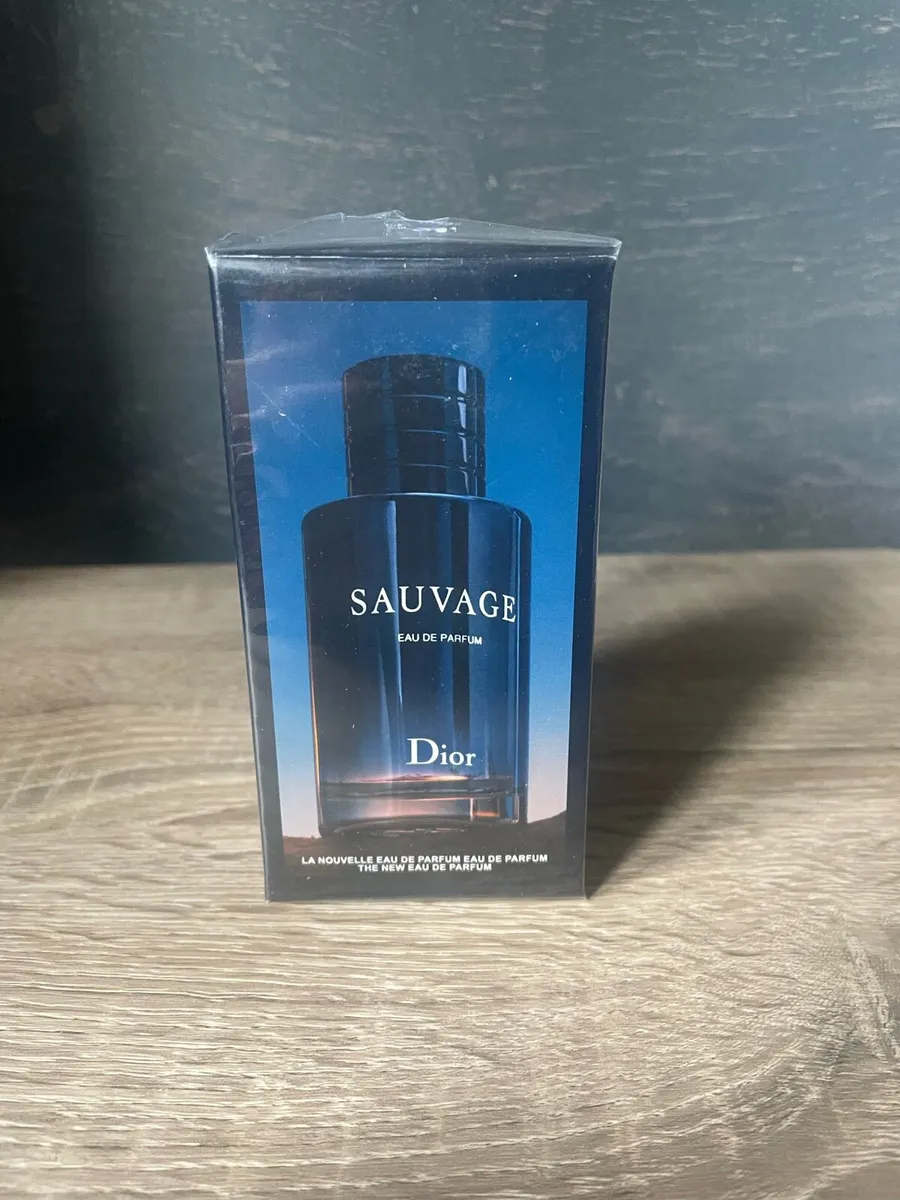 SAUVAGE
EAU DE PARFUM
Dior
LA NOUVELLE EAU DE PARFUM EAU DE PARFUM
THE NEW EAU DE PARFUM